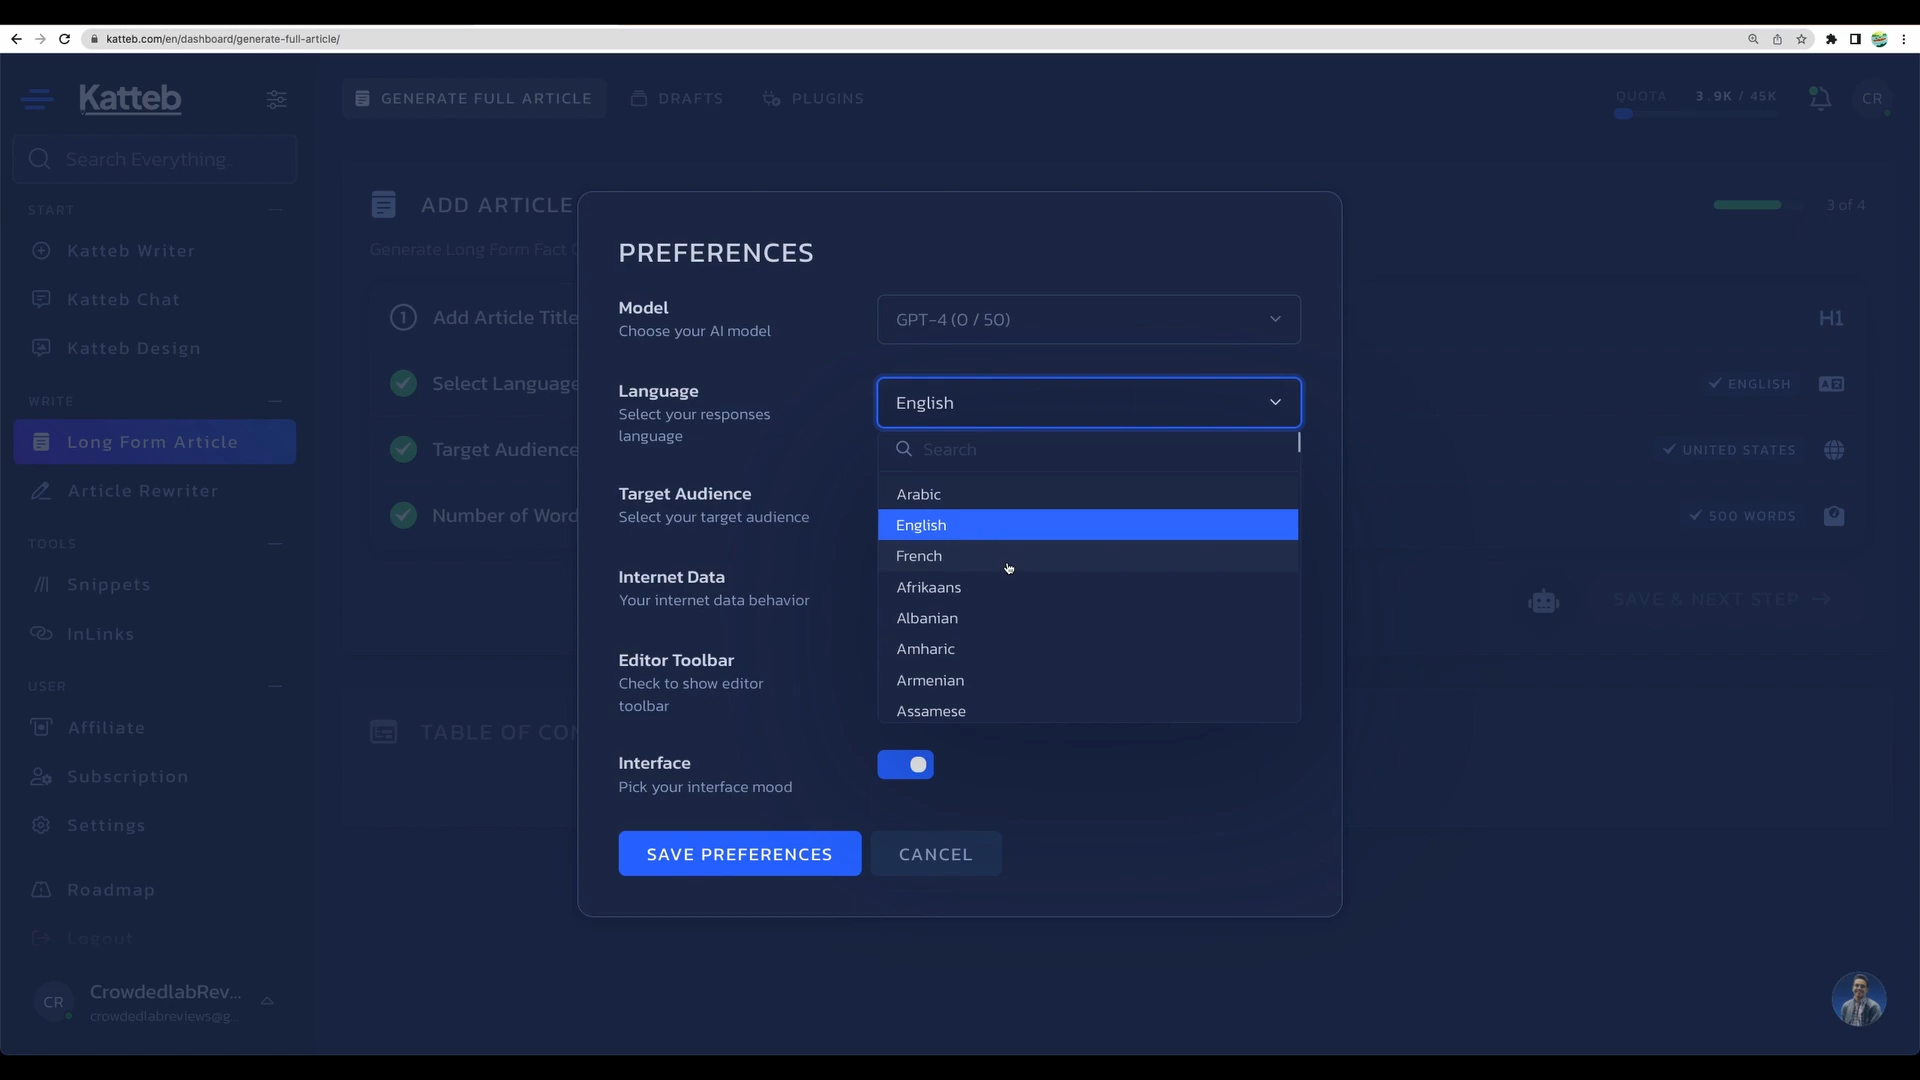 katteb.com/en/dashboard/generate-full-article/
Katteb
GENERATE FULL ARTICLE
DRAFTS
PLUGINS
QUOTA
3.9K / 45K
CR
Search Everything..
START
Katteb Writer
Katteb Chat
Katteb Design
WRITE
Long Form Article
Article Rewriter
TOOLS
Snippets
InLinks
USER
Affiliate
Subscription
Settings
Roadmap
Logout
CR
CrowdedlabRev...
crowdedlabreviews@g...
ADD ARTICLE
3 of 4
Generate Long Form Fact
1
Add Article Title
H1
Select Language
ENGLISH
Target Audience
UNITED STATES
Number of Word
500 WORDS
SAVE & NEXT STEP
TABLE OF CON
PREFERENCES
Model
Choose your AI model
GPT-4 (0 / 50)
Language
Select your responses
language
English
Search
Arabic
English
French
Afrikaans
Albanian
Amharic
Armenian
Assamese
Target Audience
Select your target audience
Internet Data
Your internet data behavior
Editor Toolbar
Check to show editor
toolbar
Interface
Pick your interface mood
SAVE PREFERENCES
CANCEL